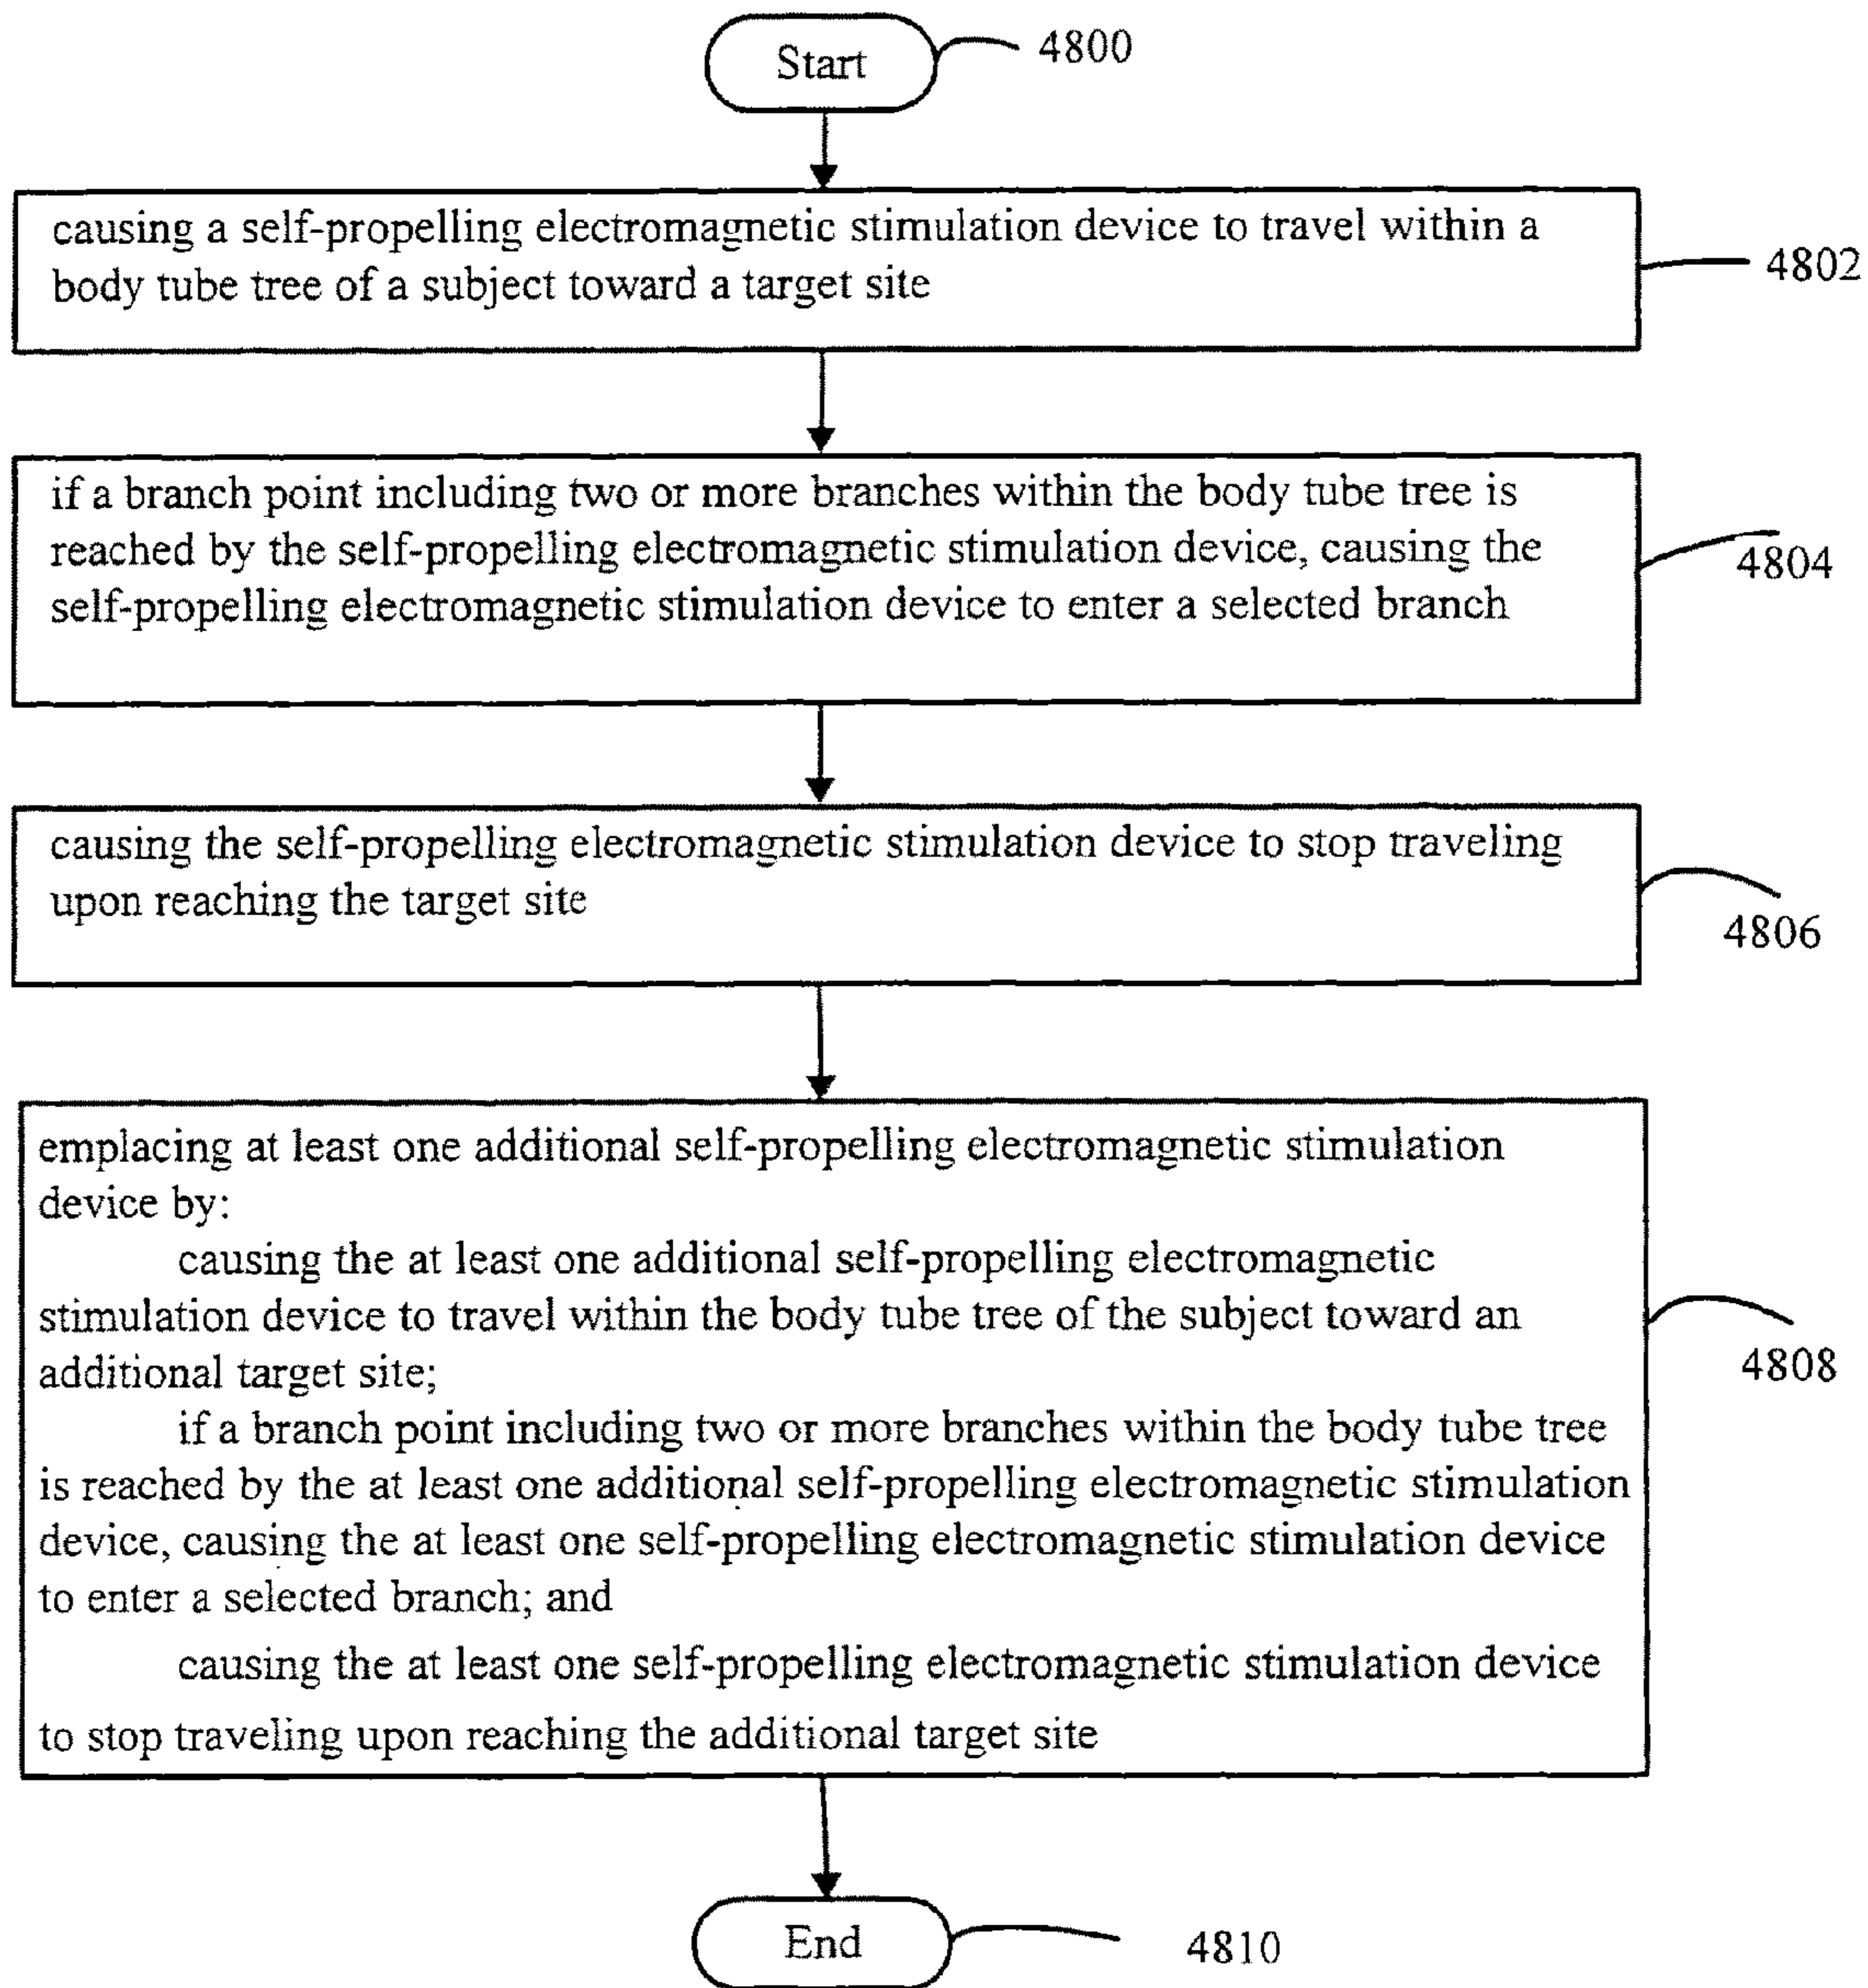 Start
4800
causing a self-propelling electromagnetic stimulation device to travel within a
body tube tree of a subject toward a target site
4802
if a branch point including two or more branches within the body tube tree is
reached by the self-propelling electromagnetic stimulation device, causing the
self-propelling electromagnetic stimulation device to enter a selected branch
4804
causing the self-propelling electromagnetic stimulation device to stop traveling
upon reaching the target site
4806
emplacing at least one additional self-propelling electromagnetic stimulation
device by:
causing the at least one additional self-propelling electromagnetic
stimulation device to travel within the body tube tree of the subject toward an
additional target site;
if a branch point including two or more branches within the body tube tree
is reached by the at least one additional self-propelling electromagnetic stimulation
device, causing the at least one self-propelling electromagnetic stimulation device
to enter a selected branch; and
causing the at least one self-propelling electromagnetic stimulation device
to stop traveling upon reaching the additional target site
4808
End
4810